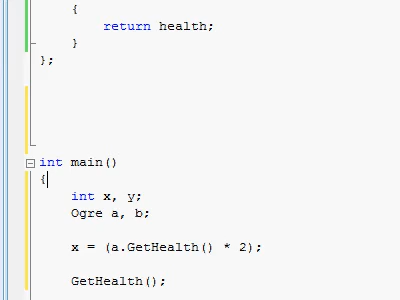 {
return health;
}
};
int main()
{
int x, y;
Ogre a, b;
x = (a.GetHealth() * 2);
GetHealth();